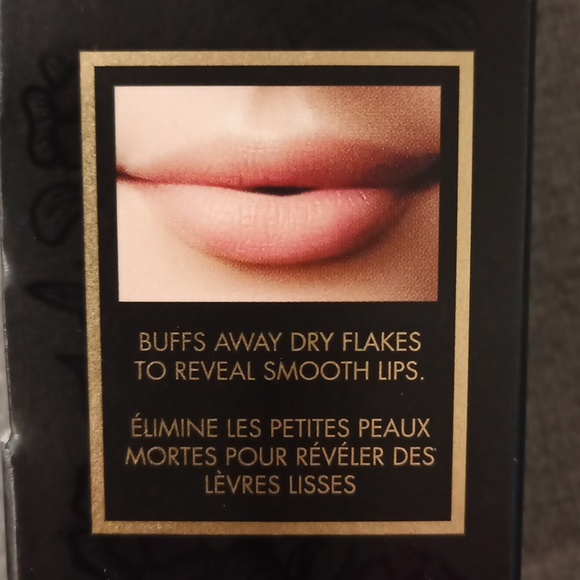 BUFFS AWAY DRY FLAKES
TO REVEAL SMOOTH LIPS.
ÉLIMINE LES PETITES PEAUX
MORTES POUR RÉVÉLER DES
LÈVRES LISSES